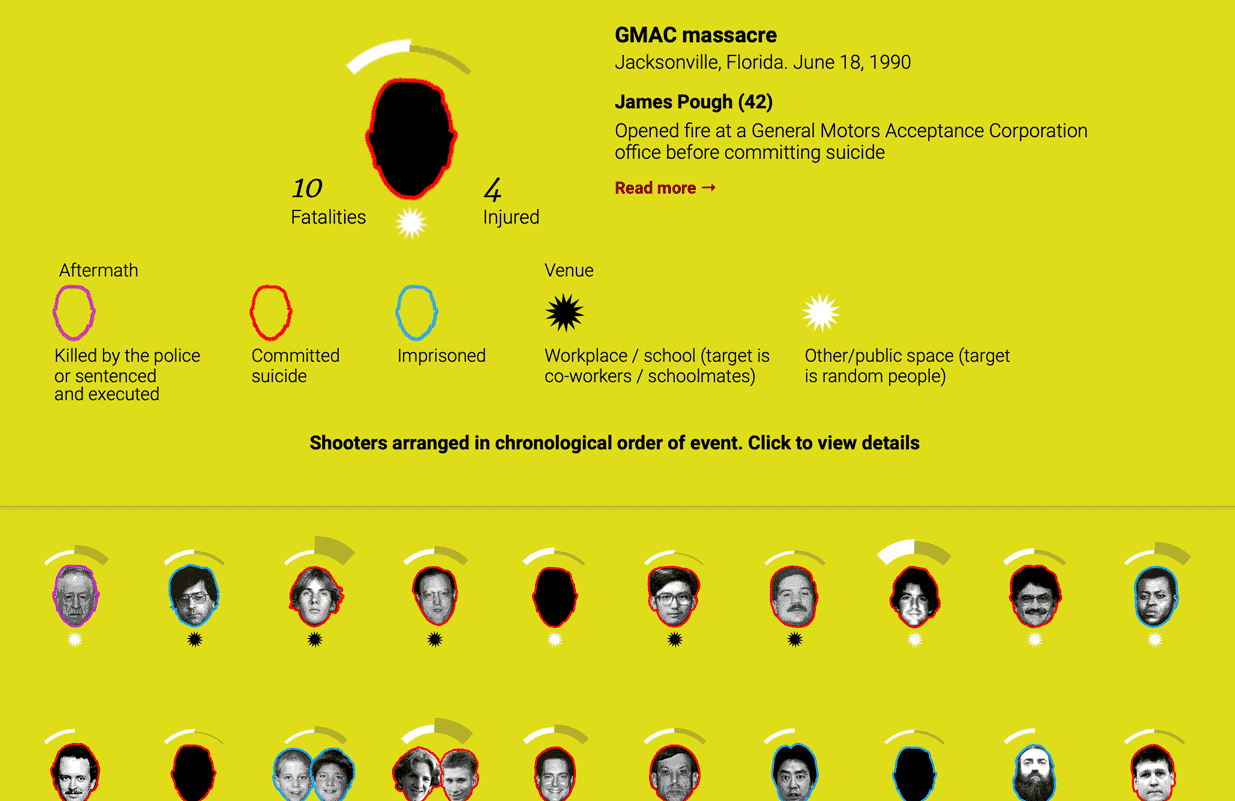 GMAC massacre
Jacksonville, Florida. June 18, 1990
James Pough (42)
Opened fire at a General Motors Acceptance Corporation
office before committing suicide
Read more →
10
Fatalities
4
Injured
Aftermath
Killed by the police
or sentenced
and executed
Committed
suicide
Imprisoned
Venue
Workplace / school (target is
co-workers / schoolmates)
Other/public space (target
is random people)
Shooters arranged in chronological order of event. Click to view details